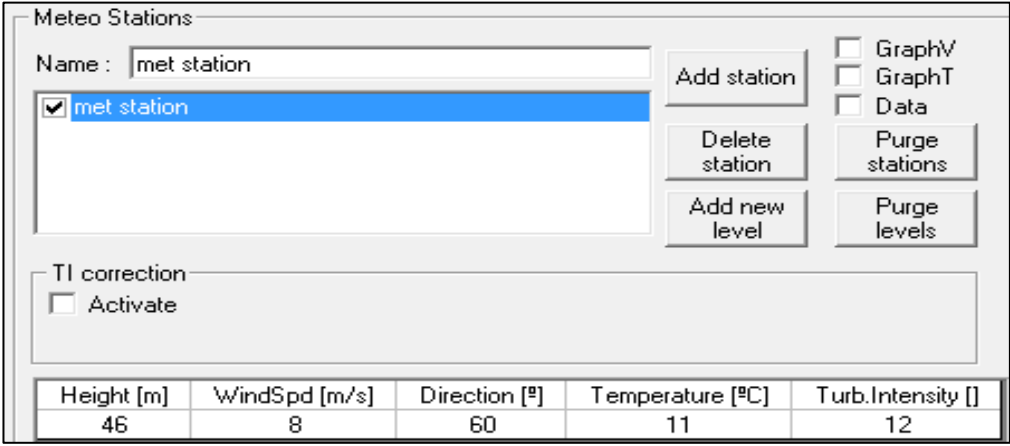 Meteo Stations
Name : met station
met station
Add station
GraphV
GraphT
Data
Delete
station
Purge
stations
Add new
level
Purge
levels
TI correction
Activate
Height [m] WindSpd [m/s] Direction [º] Temperature [ºC] Turb.Intensity []
46 8 60 11 12